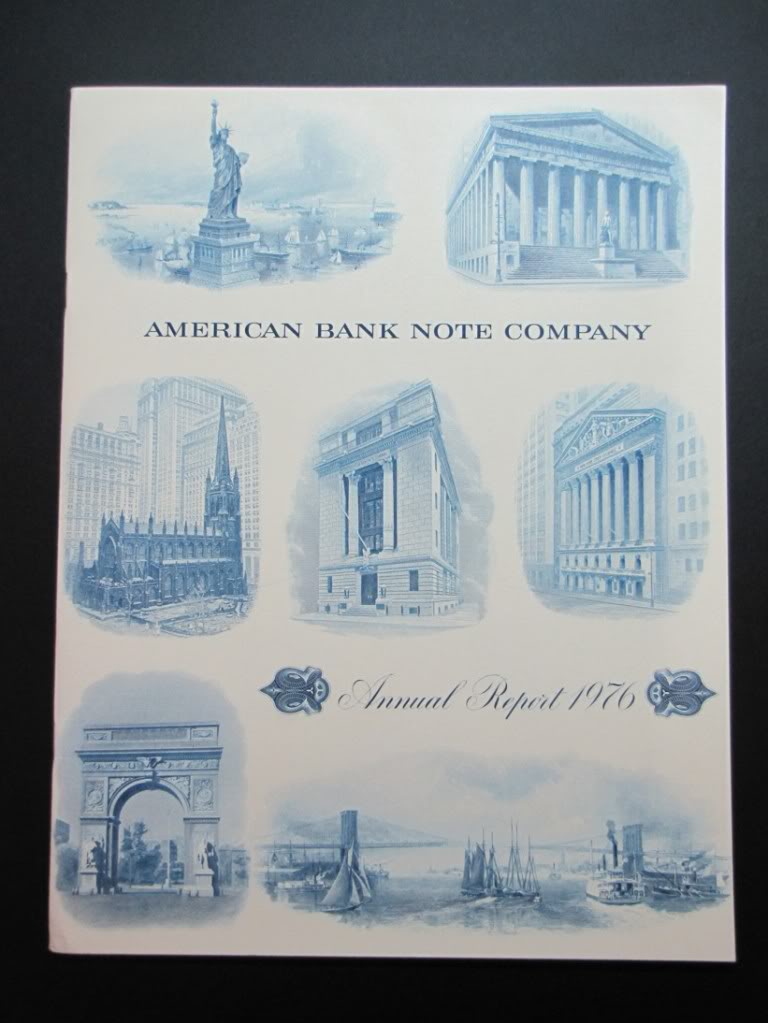 AMERICAN BANK NOTE COMPANY
Annual Report 1976